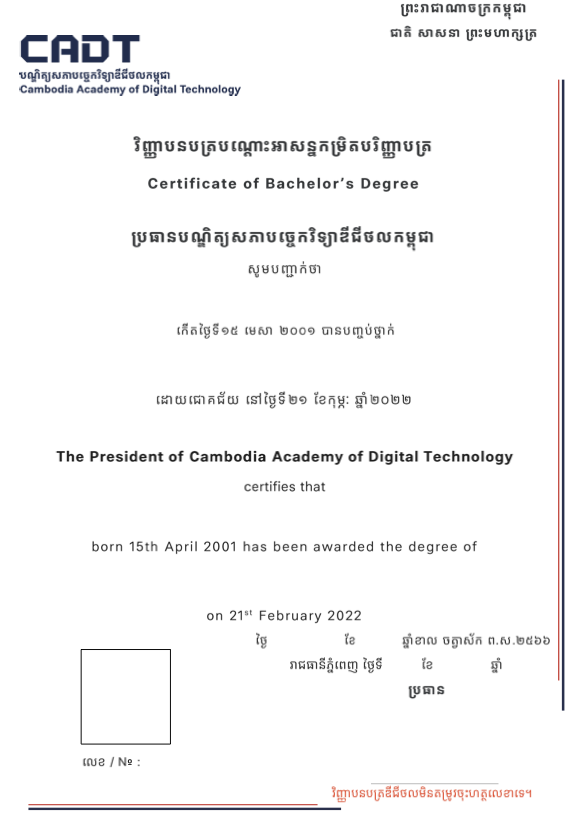 ព្រះរាជាណាចក្រកម្ពុជា
ជាតិ សាសនា ព្រះមហាក្សត្រ
CADT
បណ្ឌិត្យសភាបច្ចេកវិទ្យាឌីជីថលកម្ពុជា
Cambodia Academy of Digital Technology
វិញ្ញាបនបត្របណ្តោះអាសន្នកម្រិតបរិញ្ញាបត្រ
Certificate of Bachelor’s Degree
ប្រធានបណ្ឌិត្យសភាបច្ចេកវិទ្យាឌីជីថលកម្ពុជា
សូមបញ្ជាក់ថា
កើតថ្ងៃទី១៥ មេសា ២០០១ បានបញ្ចប់ថ្នាក់
ដោយជោគជ័យ នៅថ្ងៃទី២១ ខែកុម្ភៈ ឆ្នាំ២០២២
The President of Cambodia Academy of Digital Technology
certifies that
born 15th April 2001 has been awarded the degree of
on 21st February 2022
ថ្ងៃ ខែ ឆ្នាំខាល ចត្វាស័ក ព.ស.២៥៦៦
រាជធានីភ្នំពេញ ថ្ងៃទី ខែ ឆ្នាំ
ប្រធាន
លេខ / № :
វិញ្ញាបនបត្រឌីជីថលមិនតម្រូវចុះហត្ថលេខាទេ។